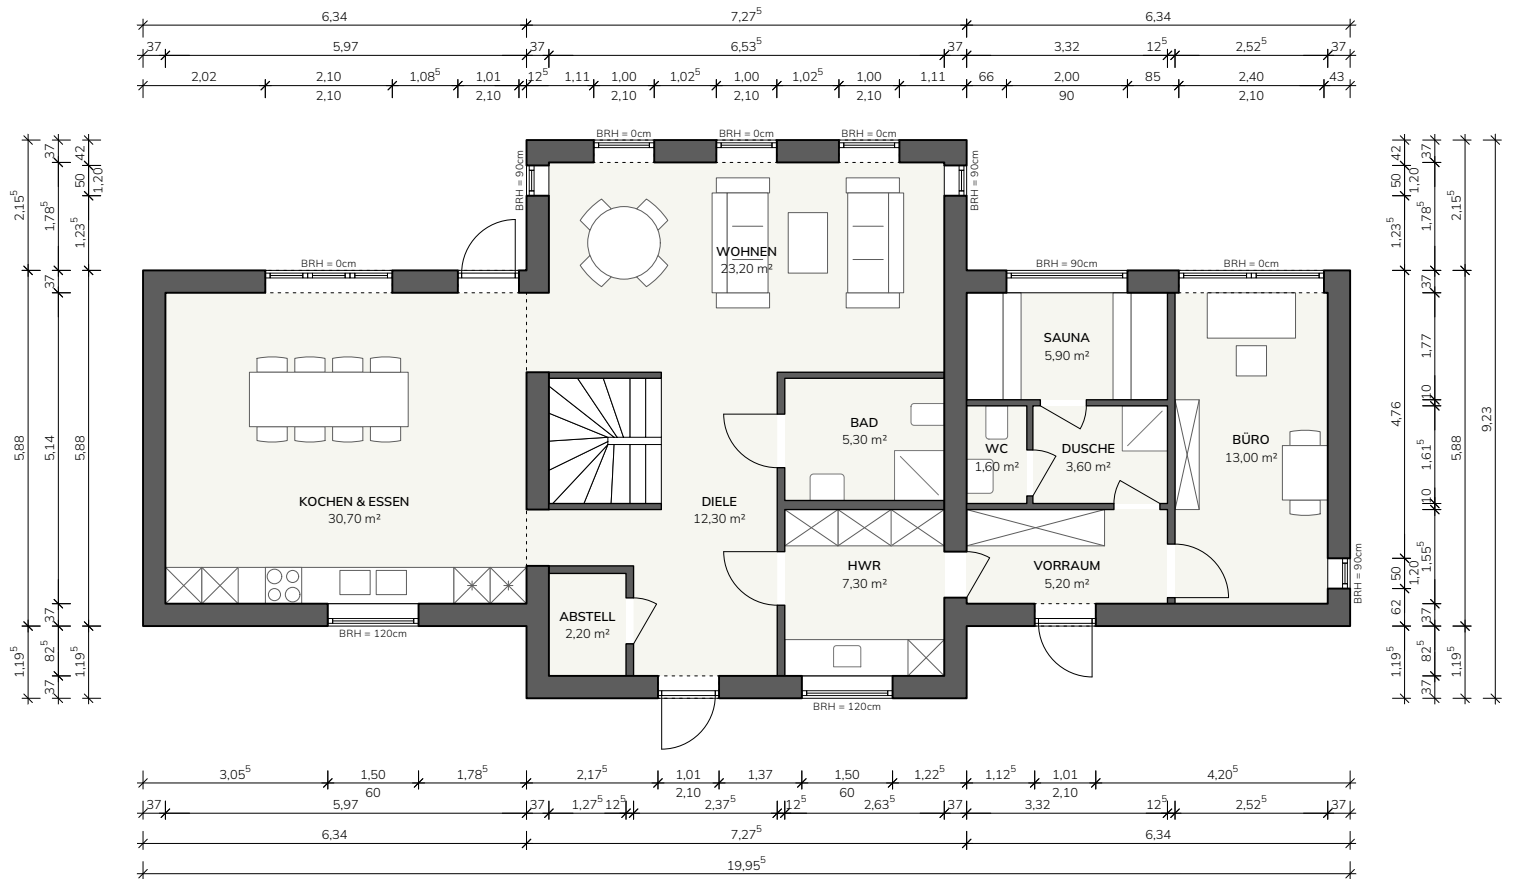 6,34 7,27⁵ 6,34
37 5,97 37 6,53⁵ 37 3,32 12⁵ 2,52⁵ 37
2,02 2,10 1,08⁵ 1,01 12⁵ 1,11 1,00 1,02⁵ 1,00 1,02⁵ 1,00 1,11 66 2,00 85 2,40 43
2,10 2,10 2,10 2,10 2,10 90 2,10
BRH = 0cm BRH = 0cm BRH = 0cm
BRH = 90cm
BRH = 90cm
BRH = 0cm
BRH = 90cm
BRH = 0cm
2,15⁵
5,88
1,19⁵
37
1,78⁵
37
5,14
37
82⁵
37
42
50
1,20
1,23⁵
5,88
1,19⁵
WOHNEN
23,20 m²
SAUNA
5,90 m²
BAD
5,30 m²
WC
1,60 m²
DUSCHE
3,60 m²
BÜRO
13,00 m²
KOCHEN & ESSEN
30,70 m²
DIELE
12,30 m²
HWR
7,30 m²
VORRAUM
5,20 m²
ABSTELL
2,20 m²
BRH = 90cm
BRH = 120cm
BRH = 120cm
42
50
1,20
1,23⁵
4,76
50
1,20
62
1,19⁵
37
1,78⁵
37
1,77
10
1,61⁵
10
1,55⁵
37
82⁵
37
2,15⁵
5,88
1,19⁵
9,23
3,05⁵ 1,50 1,78⁵ 2,17⁵ 1,01 1,37 1,50 1,22⁵ 1,12⁵ 1,01 4,20⁵
60 2,10 60 2,10
37 5,97 37 1,27⁵ 12⁵ 2,37⁵ 12⁵ 2,63⁵ 37 3,32 12⁵ 2,52⁵ 37
6,34 7,27⁵ 6,34
19,95⁵